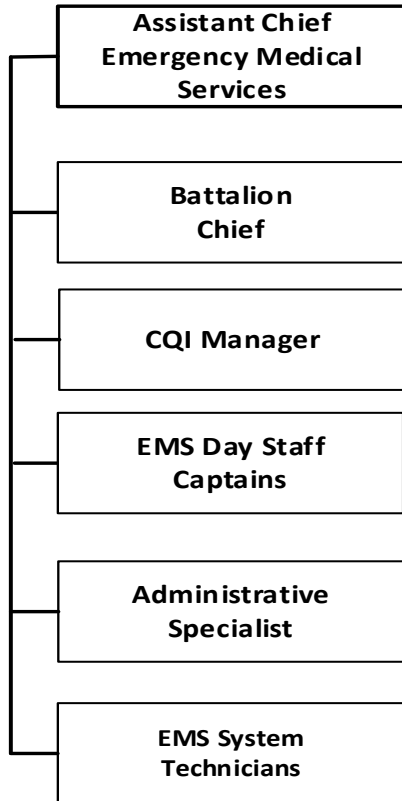 Assistant Chief
Emergency Medical
Services
Battalion
Chief
CQI Manager
EMS Day Staff
Captains
Administrative
Specialist
EMS System
Technicians